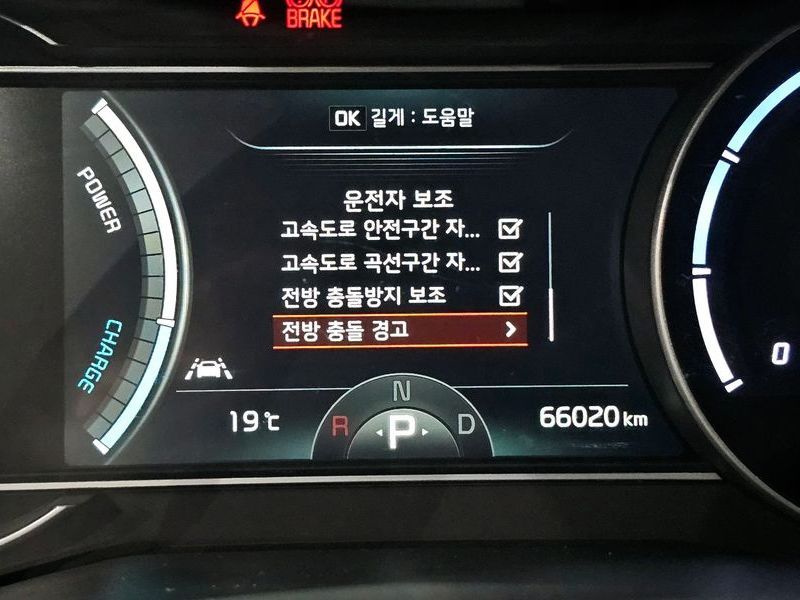 BRAKE
OK 길게 : 도움말
운전자 보조
고속도로 안전구간 자...
고속도로 곡선구간 자...
전방 충돌방지 보조
전방 충돌 경고
POWER
CHARGE
N
R P D
19℃
66020 km
0